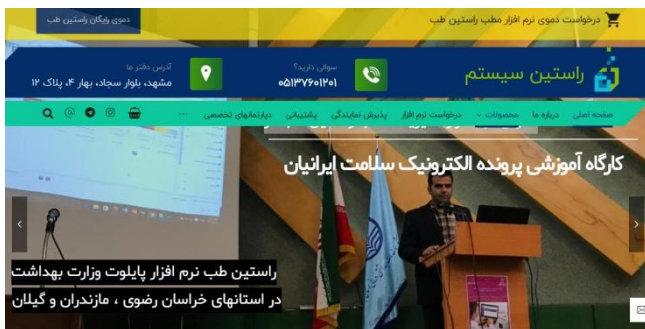 درخواست دموی نرم افزار مطب راستین طب
دموی رایگان راستین طب
راستین سیستم
سوالی دارید؟
۰۵۱۳۷۶۰۱۲۰۱
آدرس دفتر ما
مشهد، بلوار سجاد، بهار ۴، پلاک ۱۲
صفحه اصلی درباره ما محصولات درخواست نرم افزار پذیرش نمایندگی پشتیبانی دپارتمانهای تخصصی ...
کارگاه آموزشی پرونده الکترونیک سلامت ایرانیان
راستین طب نرم افزار پایلوت وزارت بهداشت
در استانهای خراسان رضوی ، مازندران و گیلان